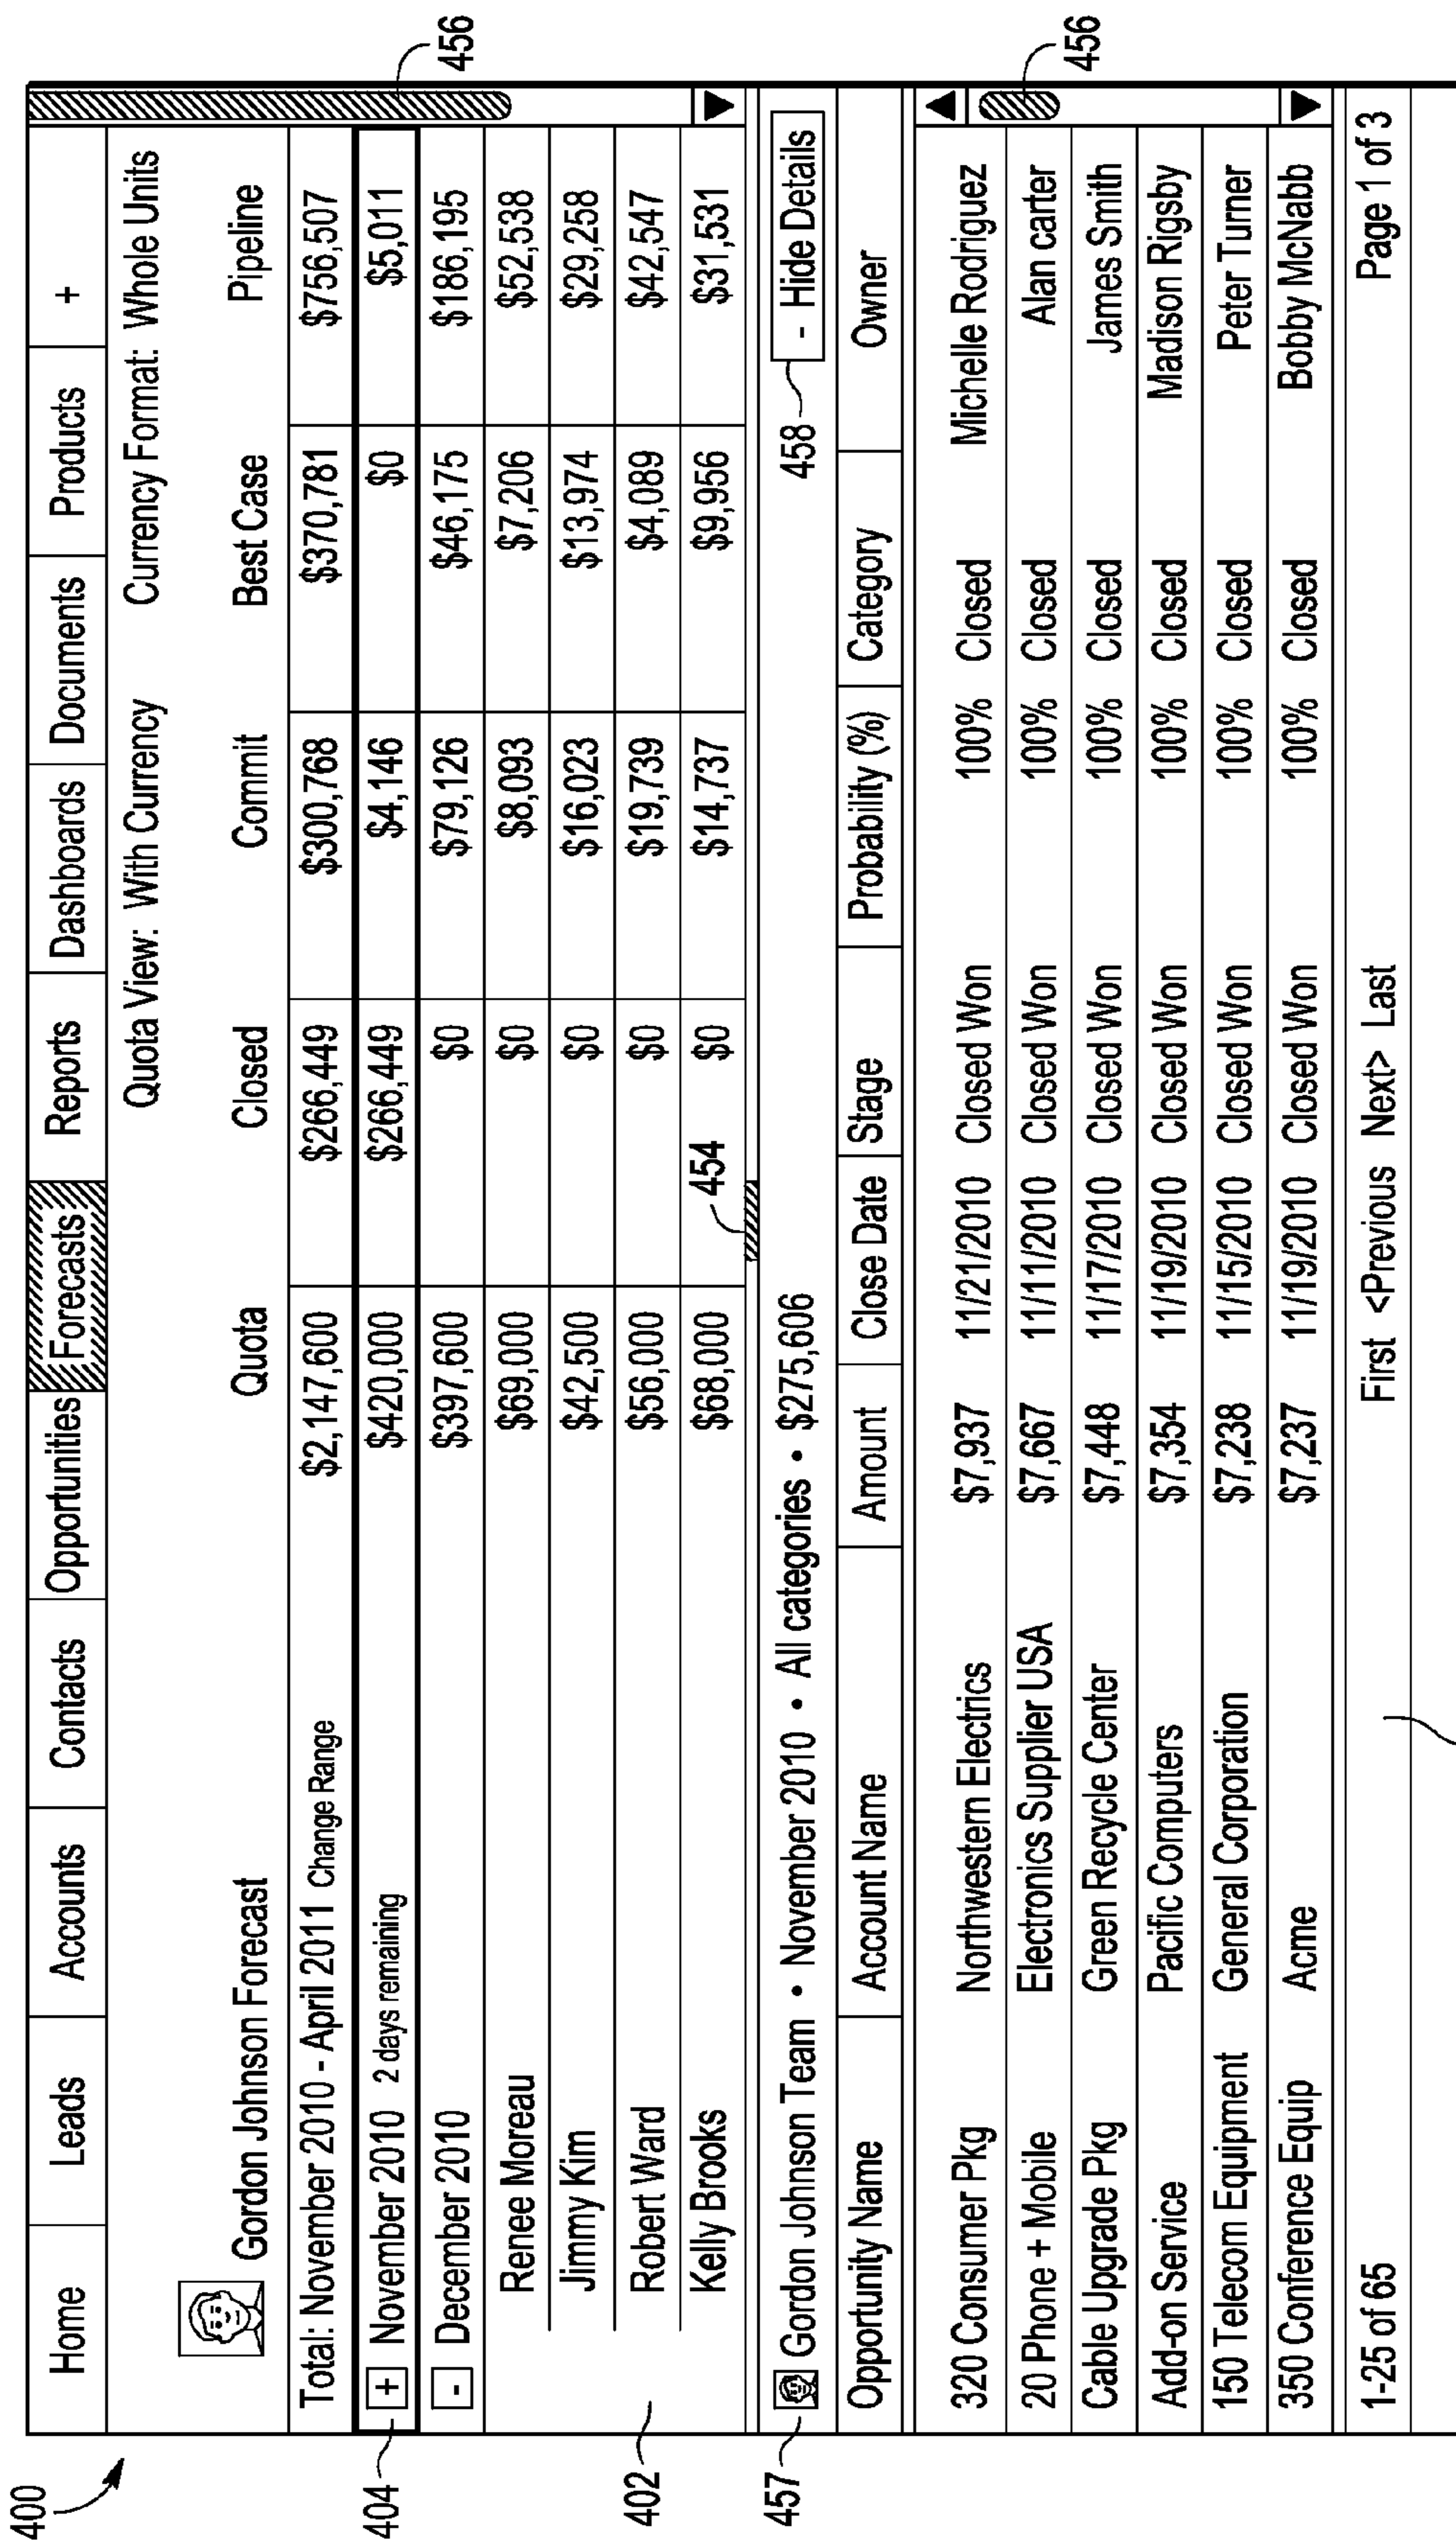 400
Home Leads Accounts Contacts Opportunities Forecasts Reports Dashboards Documents Products +
Quota View: With Currency Currency Format: Whole Units
Gordon Johnson Forecast Quota Closed Commit Best Case Pipeline
Total: November 2010 - April 2011 Change Range $2,147,600 $266,449 $300,768 $370,781 $756,507
404 + November 2010 2 days remaining $420,000 $266,449 $4,146 $0 $5,011
456
- December 2010 $397,600 $0 $79,126 $46,175 $186,195
Renee Moreau $69,000 $0 $8,093 $7,206 $52,538
Jimmy Kim $42,500 $0 $16,023 $13,974 $29,258
402 Robert Ward $56,000 $0 $19,739 $4,089 $42,547
Kelly Brooks $68,000 454 $0 $14,737 $9,956 $31,531
457 Gordon Johnson Team • November 2010 • All categories • $275,606 458 - Hide Details
Opportunity Name Account Name Amount Close Date Stage Probability (%) Category Owner
320 Consumer Pkg Northwestern Electrics $7,937 11/21/2010 Closed Won 100% Closed Michelle Rodriguez
20 Phone + Mobile Electronics Supplier USA $7,667 11/11/2010 Closed Won 100% Closed Alan carter
456
Cable Upgrade Pkg Green Recycle Center $7,448 11/17/2010 Closed Won 100% Closed James Smith
Add-on Service Pacific Computers $7,354 11/19/2010 Closed Won 100% Closed Madison Rigsby
150 Telecom Equipment General Corporation $7,238 11/15/2010 Closed Won 100% Closed Peter Turner
350 Conference Equip Acme $7,237 11/19/2010 Closed Won 100% Closed Bobby McNabb
1-25 of 65 First <Previous Next> Last Page 1 of 3